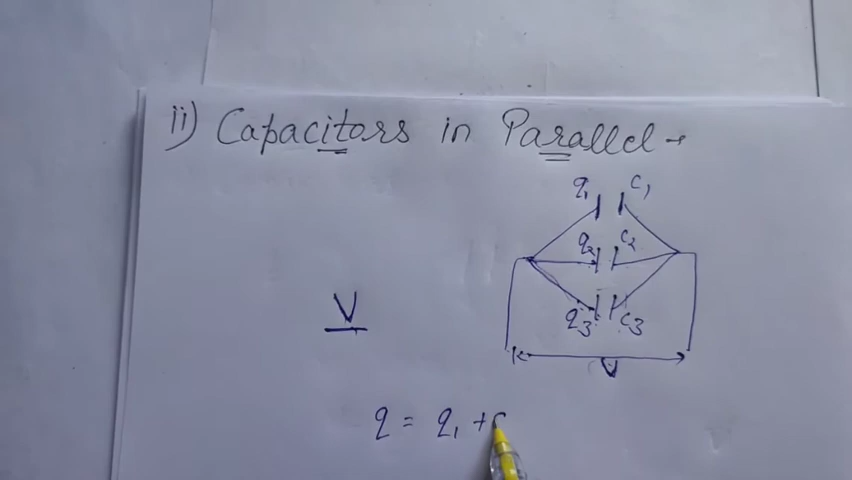 ii) Capacitors in Parallel →
q1 C1
q2 C2
q3 C3
V
V
q = q1 +